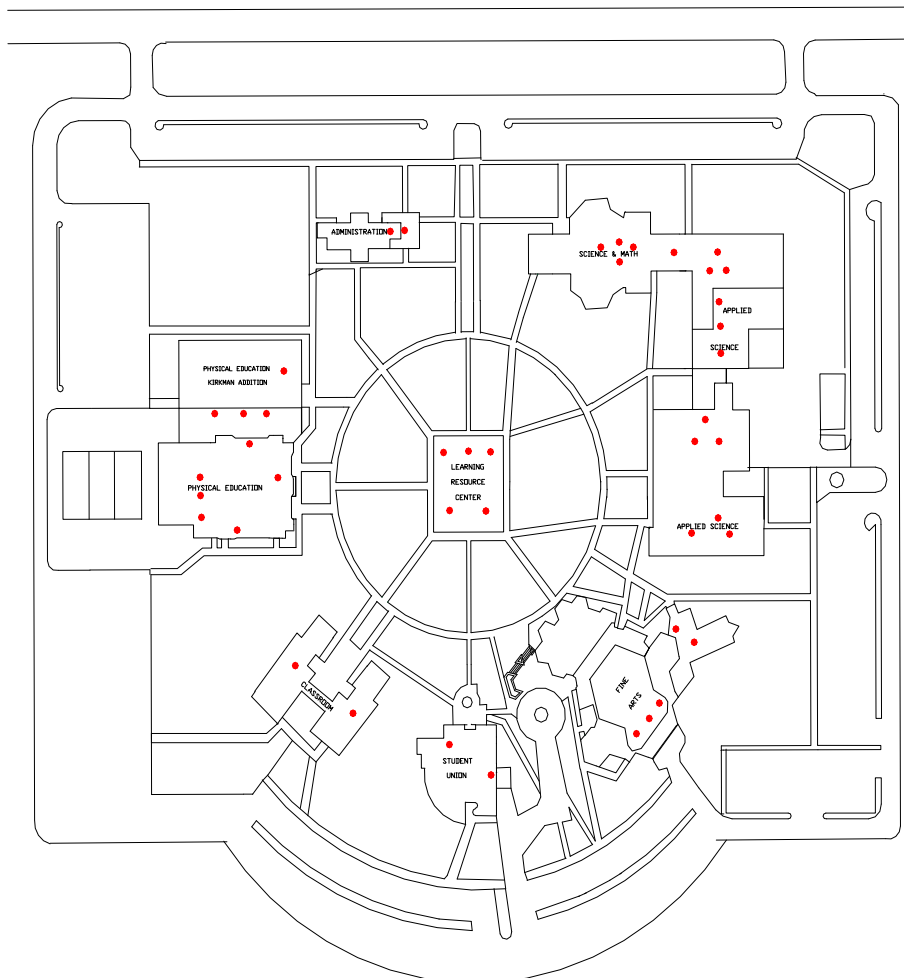 ADMINISTRATION
SCIENCE & MATH
APPLIED
SCIENCE
PHYSICAL EDUCATION
KIRKMAN ADDITION
LEARNING
RESOURCE
CENTER
PHYSICAL EDUCATION
APPLIED SCIENCE
CLASSROOM
FINE
ARTS
STUDENT
UNION